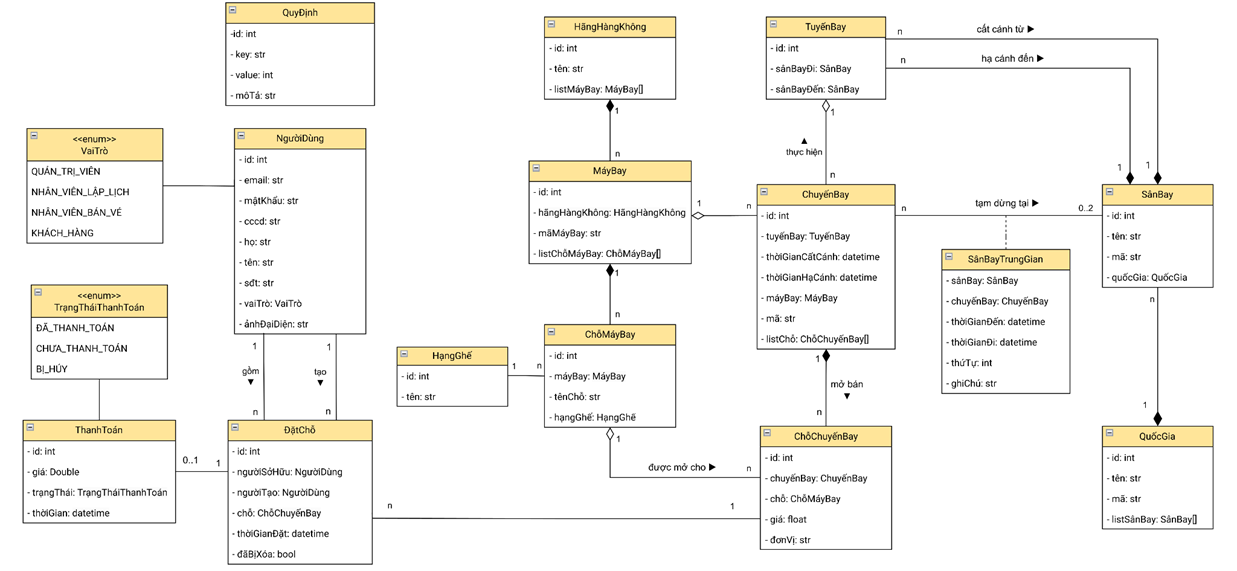 QuyĐịnh
-id: int
- key: str
- value: int
- môTả: str
HãngHàngKhông
- id: int
- tên: str
- listMáyBay: MáyBay[]
1
n
TuyếnBay
- id: int
- sânBayĐi: SânBay
- sânBayĐến: SânBay
n
cất cánh từ ▶
n
hạ cánh đến ▶
1
1
1
▲
thực hiện
n
<<enum>>
VaiTrò
QUẢN_TRỊ_VIÊN
NHÂN_VIÊN_LẬP_LỊCH
NHÂN_VIÊN_BÁN_VÉ
KHÁCH_HÀNG
NgườiDùng
- id: int
- email: str
- mậtKhẩu: str
- cccd: str
- họ: str
- tên: str
- sđt: str
- vaiTrò: VaiTrò
- ảnhĐạiDiện: str
MáyBay
- id: int
- hãngHàngKhông: HãngHàngKhông
- mãMáyBay: str
- listChỗMáyBay: ChỗMáyBay[]
1
n
1
n
ChuyếnBay
- id: int
- tuyếnBay: TuyếnBay
- thờiGianCấtCánh: datetime
- thờiGianHạCánh: datetime
- máyBay: MáyBay
- mã: str
- listChỗ: ChỗChuyếnBay[]
n
tạm dừng tại ▶
0..2
SânBay
- id: int
- tên: str
- mã: str
- quốcGia: QuốcGia
n
1
SânBayTrungGian
- sânBay: SânBay
- chuyếnBay: ChuyếnBay
- thờiGianĐến: datetime
- thờiGianĐi: datetime
- thứTự: int
- ghiChú: str
<<enum>>
TrạngTháiThanhToán
ĐÃ_THANH_TOÁN
CHƯA_THANH_TOÁN
BỊ_HỦY
1
gồm
▼
n
1
tạo
▼
n
HạngGhế
- id: int
- tên: str
1
n
ChỗMáyBay
- id: int
- máyBay: MáyBay
- tênChỗ: str
- hạngGhế: HạngGhế
1
được mở cho ▶
n
1
mở bán
▼
n
ThanhToán
- id: int
- giá: Double
- trạngThái: TrạngTháiThanhToán
- thờiGian: datetime
0..1
1
ĐặtChỗ
- id: int
- ngườiSởHữu: NgườiDùng
- ngườiTạo: NgườiDùng
- chỗ: ChỗChuyếnBay
- thờiGianĐặt: datetime
- đãBịXóa: bool
n
1
ChỗChuyếnBay
- id: int
- chuyếnBay: ChuyếnBay
- chỗ: ChỗMáyBay
- giá: float
- đơnVị: str
QuốcGia
- id: int
- tên: str
- mã: str
- listSânBay: SânBay[]